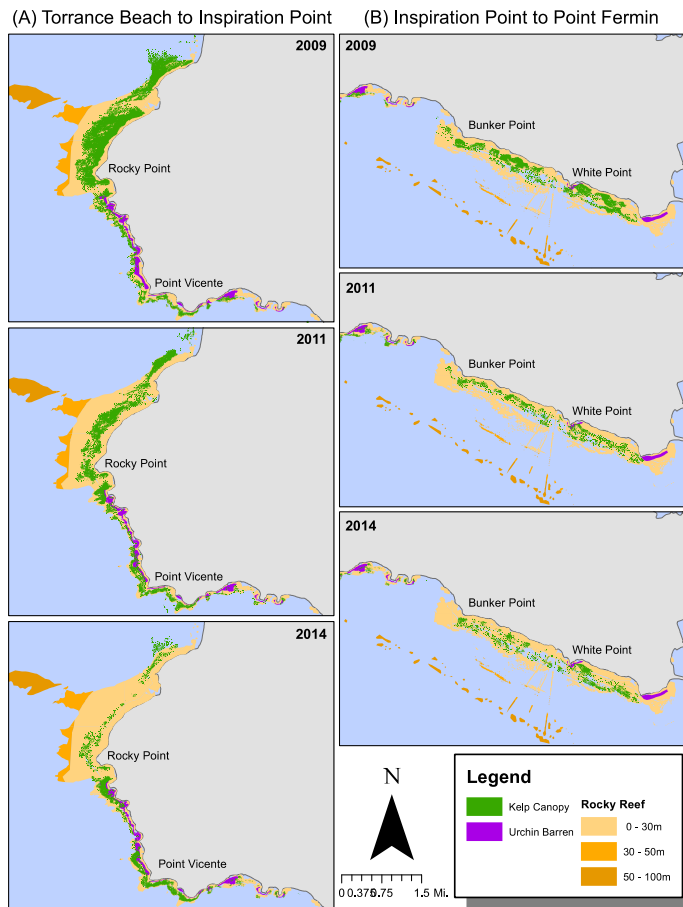 (A) Torrance Beach to Inspiration Point
2009
Rocky Point
Point Vicente
2011
Rocky Point
Point Vicente
2014
Rocky Point
Point Vicente
(B) Inspiration Point to Point Fermin
2009
Bunker Point
White Point
2011
Bunker Point
White Point
2014
Bunker Point
White Point
N
0 0.375 0.75 1.5 Mi.
Legend
Kelp Canopy
Urchin Barren
Rocky Reef
0 - 30m
30 - 50m
50 - 100m